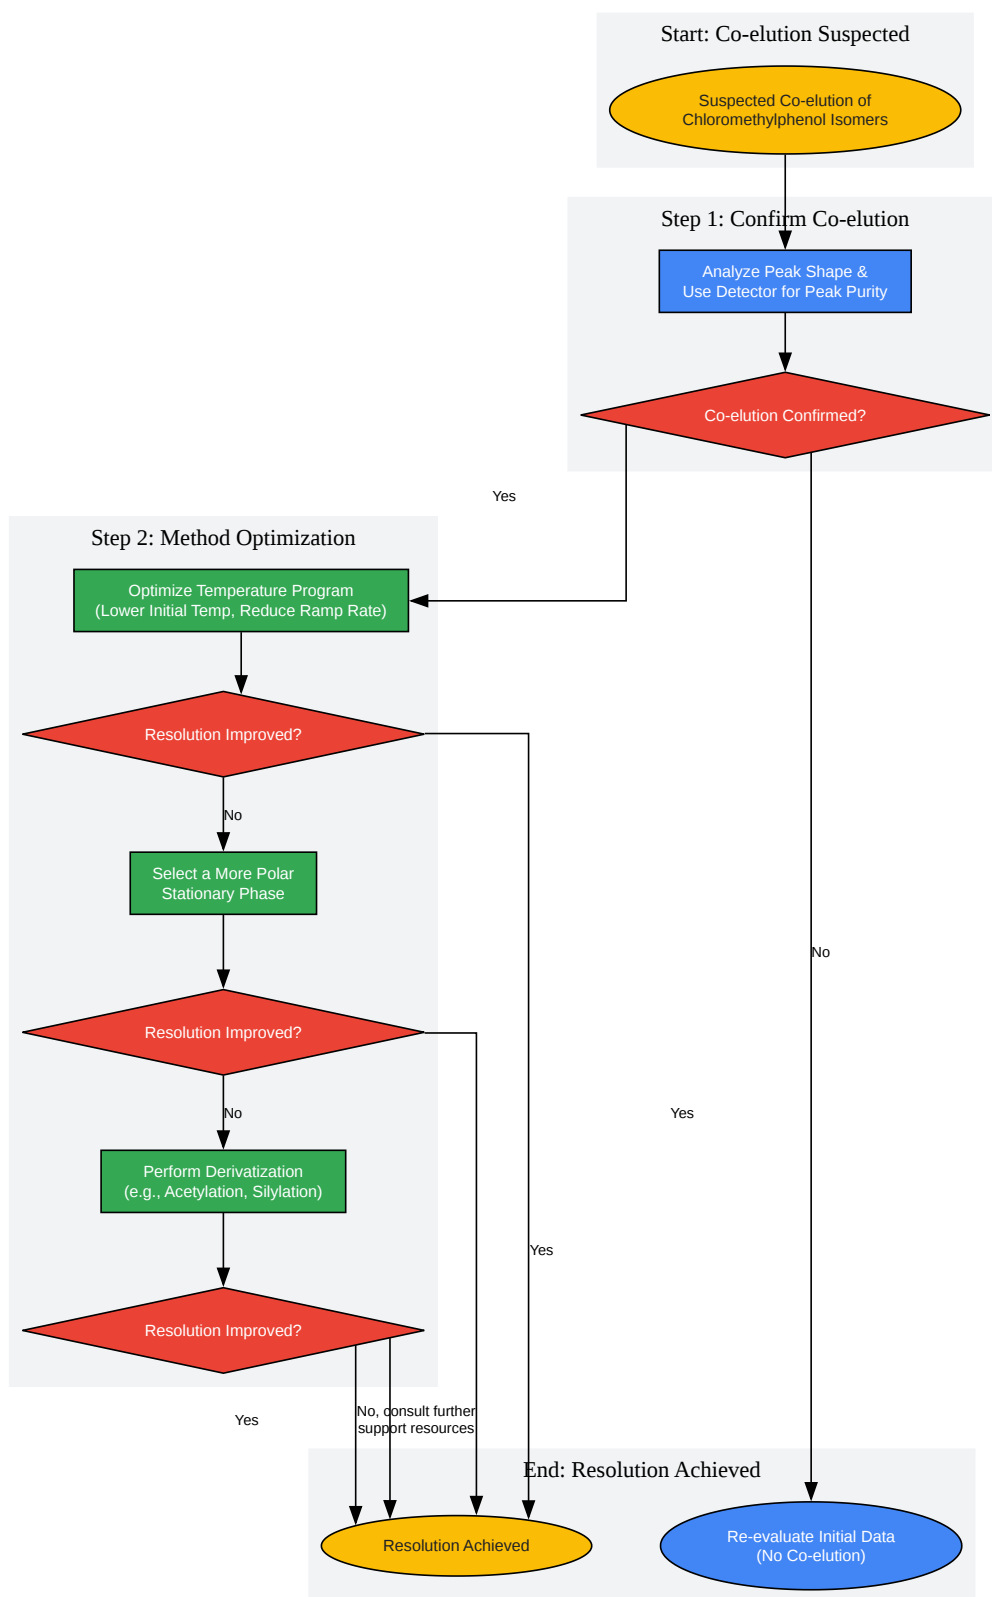 Start: Co-elution Suspected
Suspected Co-elution of
Chloromethylphenol Isomers
Step 1: Confirm Co-elution
Analyze Peak Shape &
Use Detector for Peak Purity
Co-elution Confirmed?
Yes
Step 2: Method Optimization
Optimize Temperature Program
(Lower Initial Temp, Reduce Ramp Rate)
Resolution Improved?
No
Select a More Polar
Stationary Phase
No
Resolution Improved?
No
Yes
Perform Derivatization
(e.g., Acetylation, Silylation)
Yes
Resolution Improved?
Yes
No, consult further
support resources
End: Resolution Achieved
Resolution Achieved
Re-evaluate Initial Data
(No Co-elution)